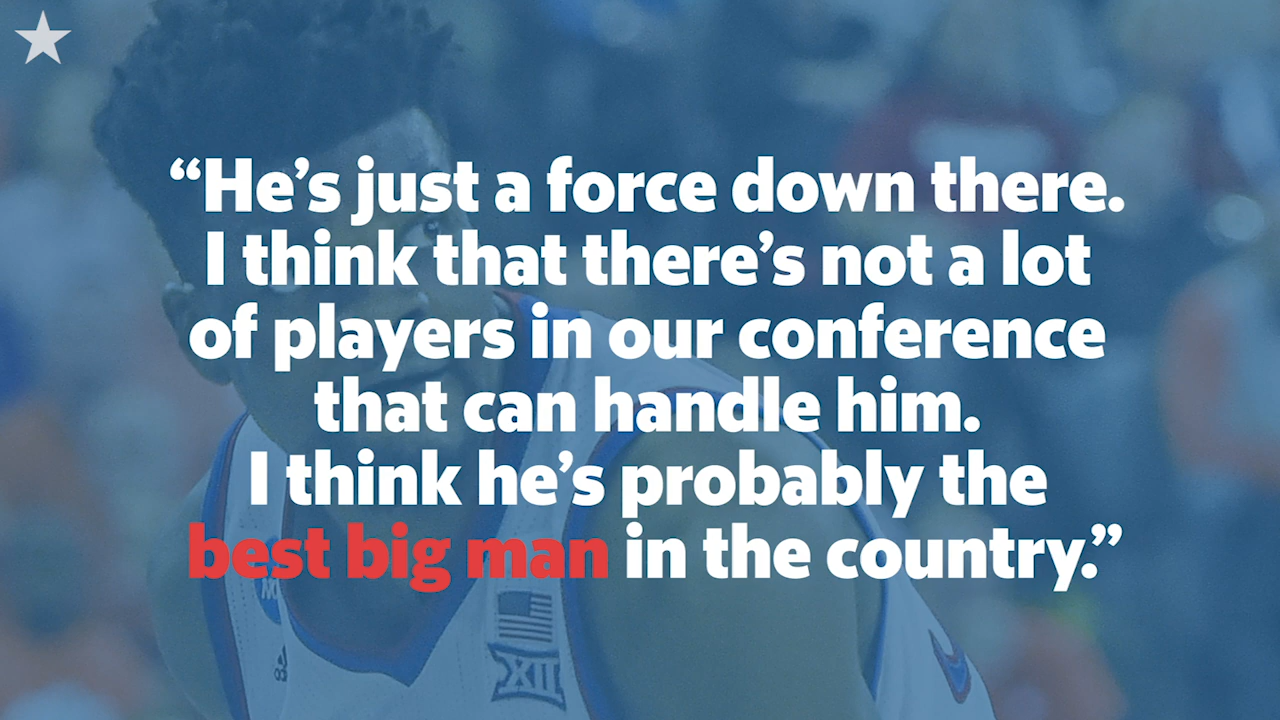 “He’s just a force down there.
I think that there’s not a lot
of players in our conference
that can handle him.
I think he’s probably the
best big man in the country.”
XII